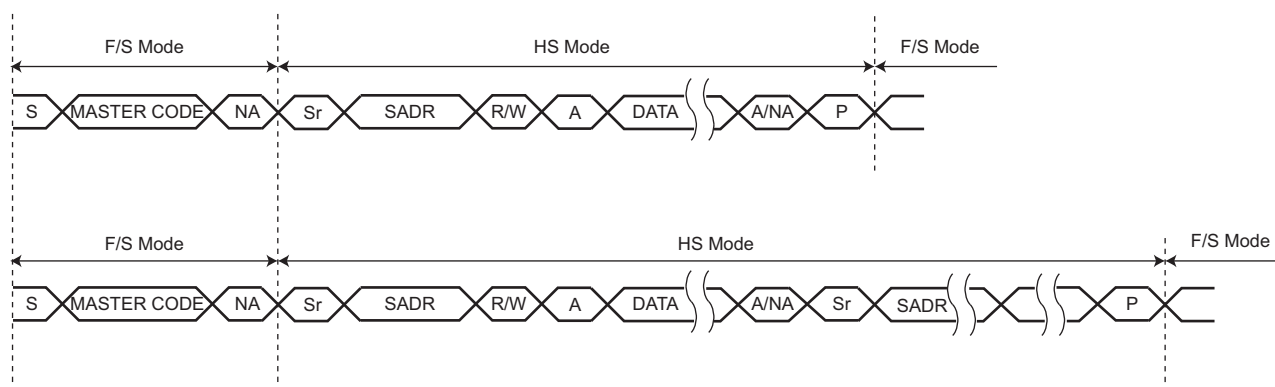 F/S Mode HS Mode F/S Mode
S MASTER CODE NA Sr SADR R/W A DATA A/NA P
F/S Mode HS Mode F/S Mode
S MASTER CODE NA Sr SADR R/W A DATA A/NA Sr SADR P